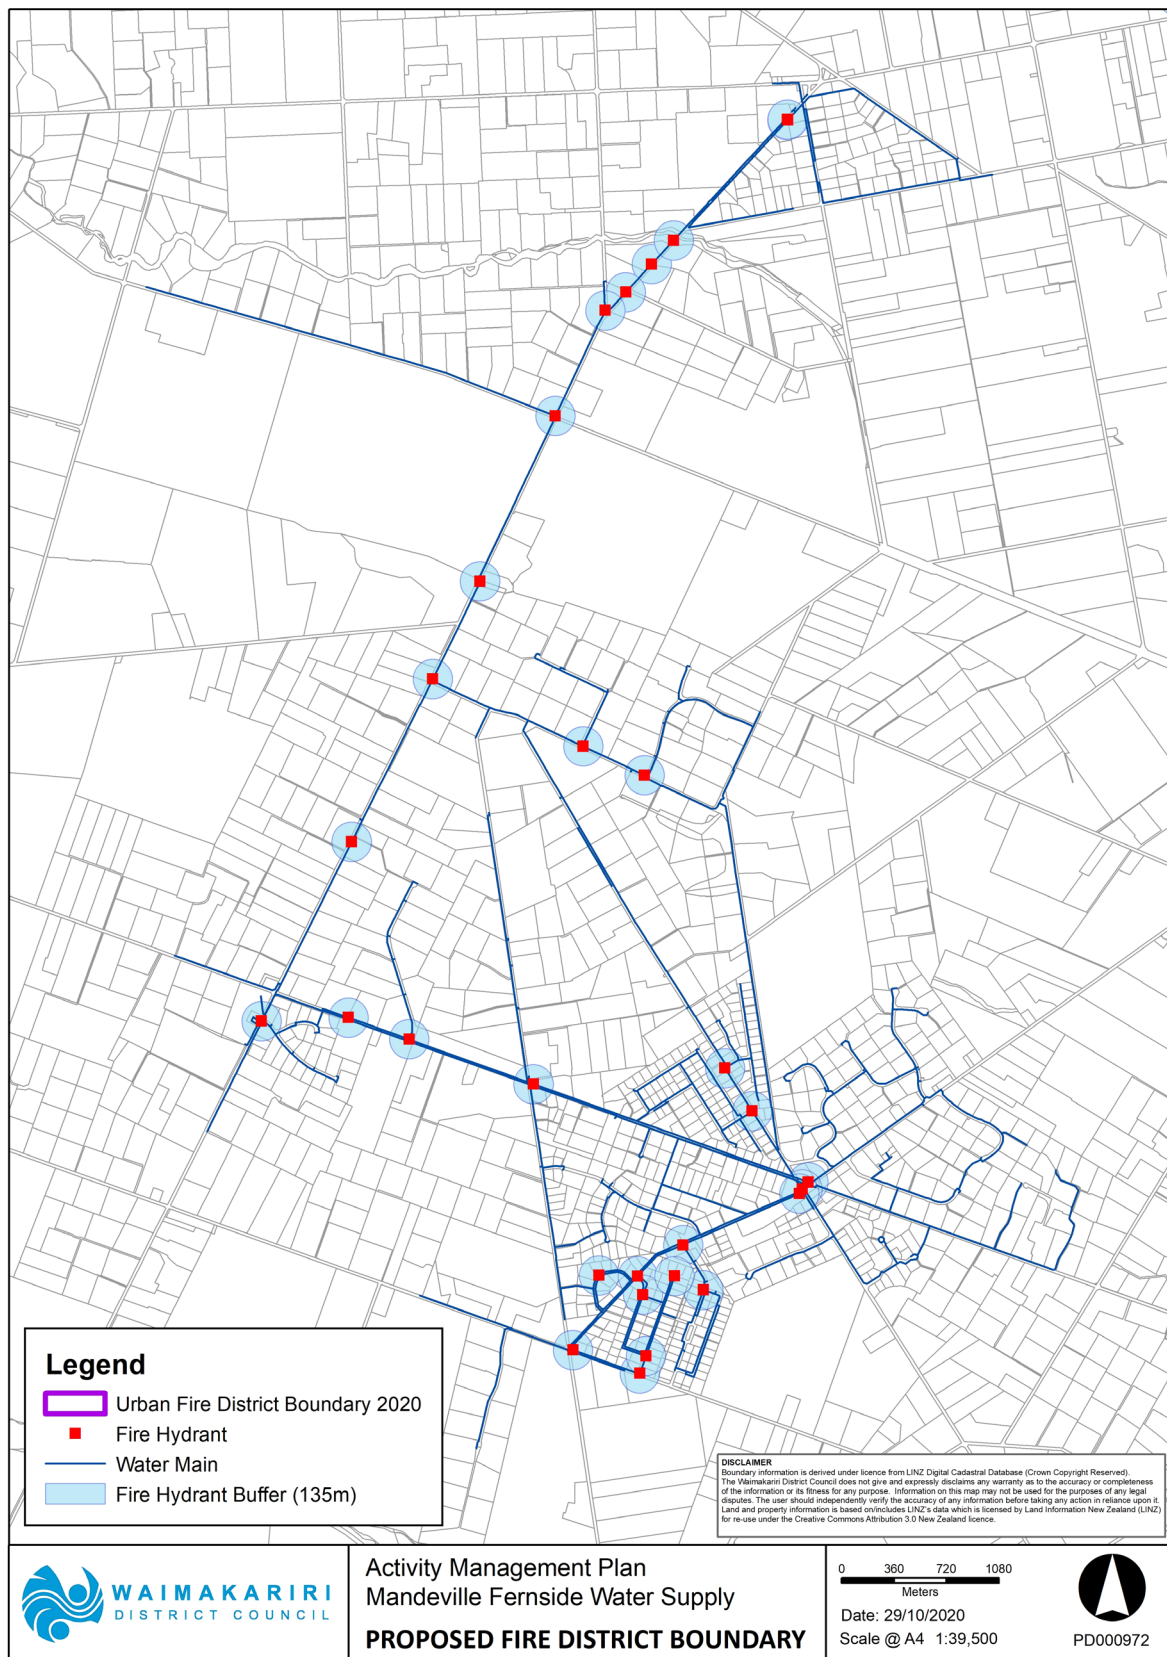 Legend
Urban Fire District Boundary 2020
Fire Hydrant
Water Main
Fire Hydrant Buffer (135m)
DISCLAIMER
Boundary information is derived under licence from LINZ Digital Cadastral Database (Crown Copyright Reserved).
The Waimakariri District Council does not give and expressly disclaims any warranty as to the accuracy or completeness
of the information or its fitness for any purpose. Information on this map may not be used for the purposes of any legal
disputes. The user should independently verify the accuracy of any information before taking any action in reliance upon it.
Land and property information is based on/includes LINZ's data which is licensed by Land Information New Zealand (LINZ)
for re-use under the Creative Commons Attribution 3.0 New Zealand licence.
WAIMAKARIRI
DISTRICT COUNCIL
Activity Management Plan
Mandeville Fernside Water Supply
PROPOSED FIRE DISTRICT BOUNDARY
0 360 720 1080
Meters
Date: 29/10/2020
Scale @ A4 1:39,500
PD000972